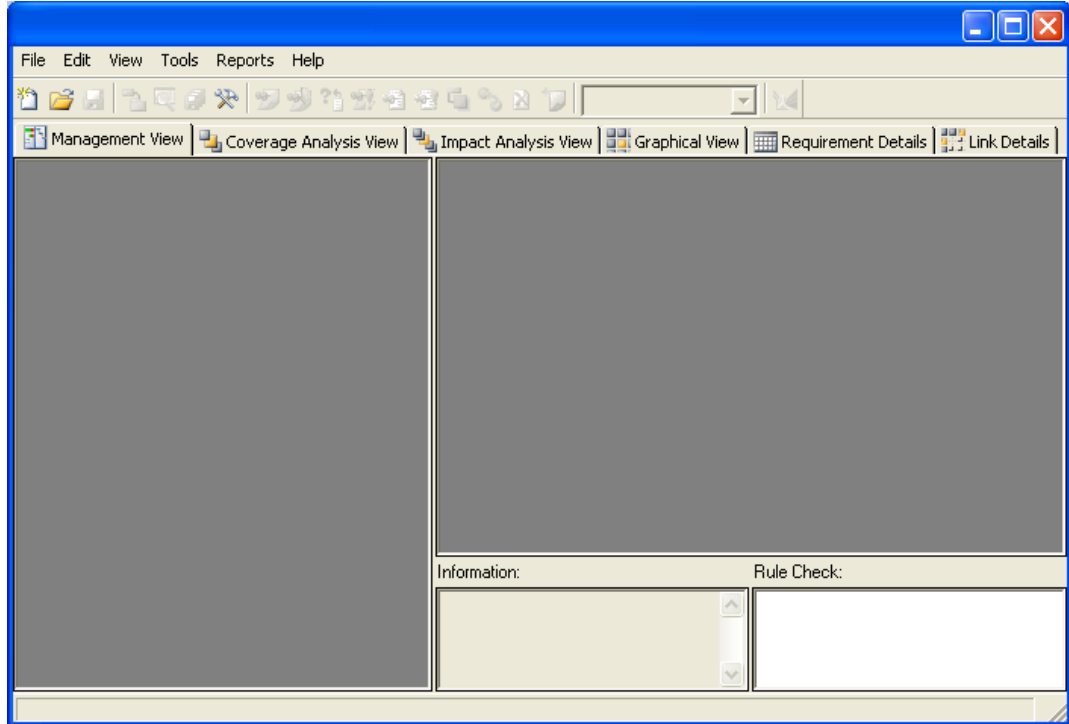 File Edit View Tools Reports Help
Management View Coverage Analysis View Impact Analysis View Graphical View Requirement Details Link Details
Information: Rule Check: